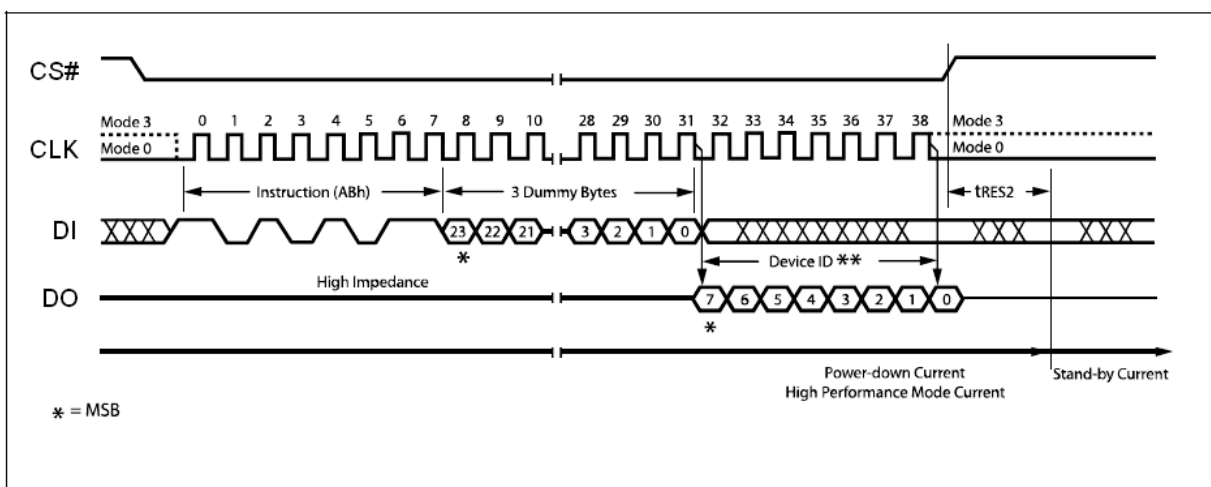 CS#
Mode 3 0 1 2 3 4 5 6 7 8 9 10 28 29 30 31 32 33 34 35 36 37 38 Mode 3
CLK Mode 0 Mode 0
Instruction (ABh) 3 Dummy Bytes tRES2
DI 23 22 21 3 2 1 0
* Device ID **
High Impedance
DO 7 6 5 4 3 2 1 0
*
Power-down Current Stand-by Current
High Performance Mode Current
* = MSB